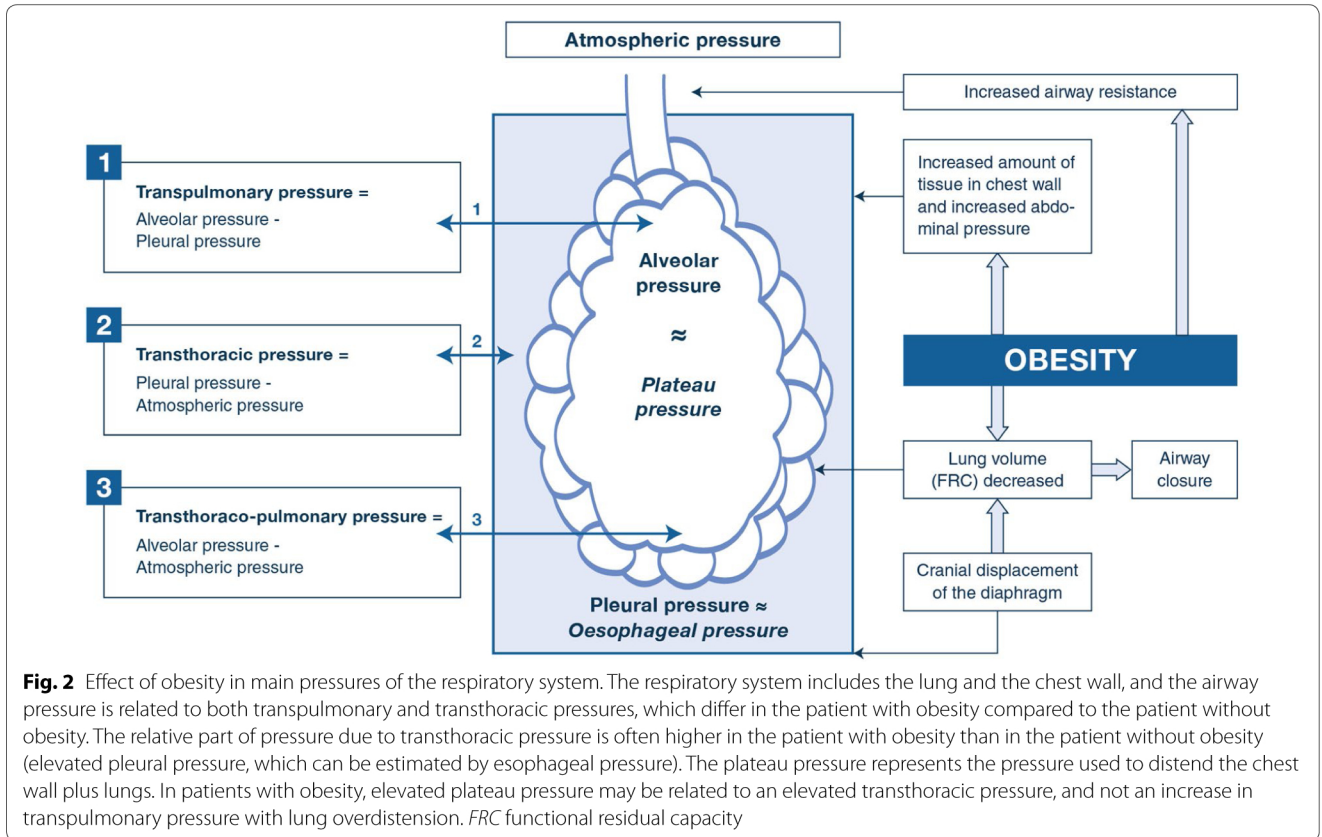 Atmospheric pressure
Increased airway resistance
1
Transpulmonary pressure =
Alveolar pressure -
Pleural pressure
1
2
Transthoracic pressure =
Pleural pressure -
Atmospheric pressure
2
3
Transthoraco-pulmonary pressure =
Alveolar pressure -
Atmospheric pressure
3
Alveolar
pressure
≈
Plateau
pressure
Pleural pressure ≈
Oesophageal pressure
Increased amount of
tissue in chest wall
and increased abdo-
minal pressure
OBESITY
Lung volume
(FRC) decreased
Airway
closure
Cranial displacement
of the diaphragm
Fig. 2 Effect of obesity in main pressures of the respiratory system. The respiratory system includes the lung and the chest wall, and the airway
pressure is related to both transpulmonary and transthoracic pressures, which differ in the patient with obesity compared to the patient without
obesity. The relative part of pressure due to transthoracic pressure is often higher in the patient with obesity than in the patient without obesity
(elevated pleural pressure, which can be estimated by esophageal pressure). The plateau pressure represents the pressure used to distend the chest
wall plus lungs. In patients with obesity, elevated plateau pressure may be related to an elevated transthoracic pressure, and not an increase in
transpulmonary pressure with lung overdistension. FRC functional residual capacity